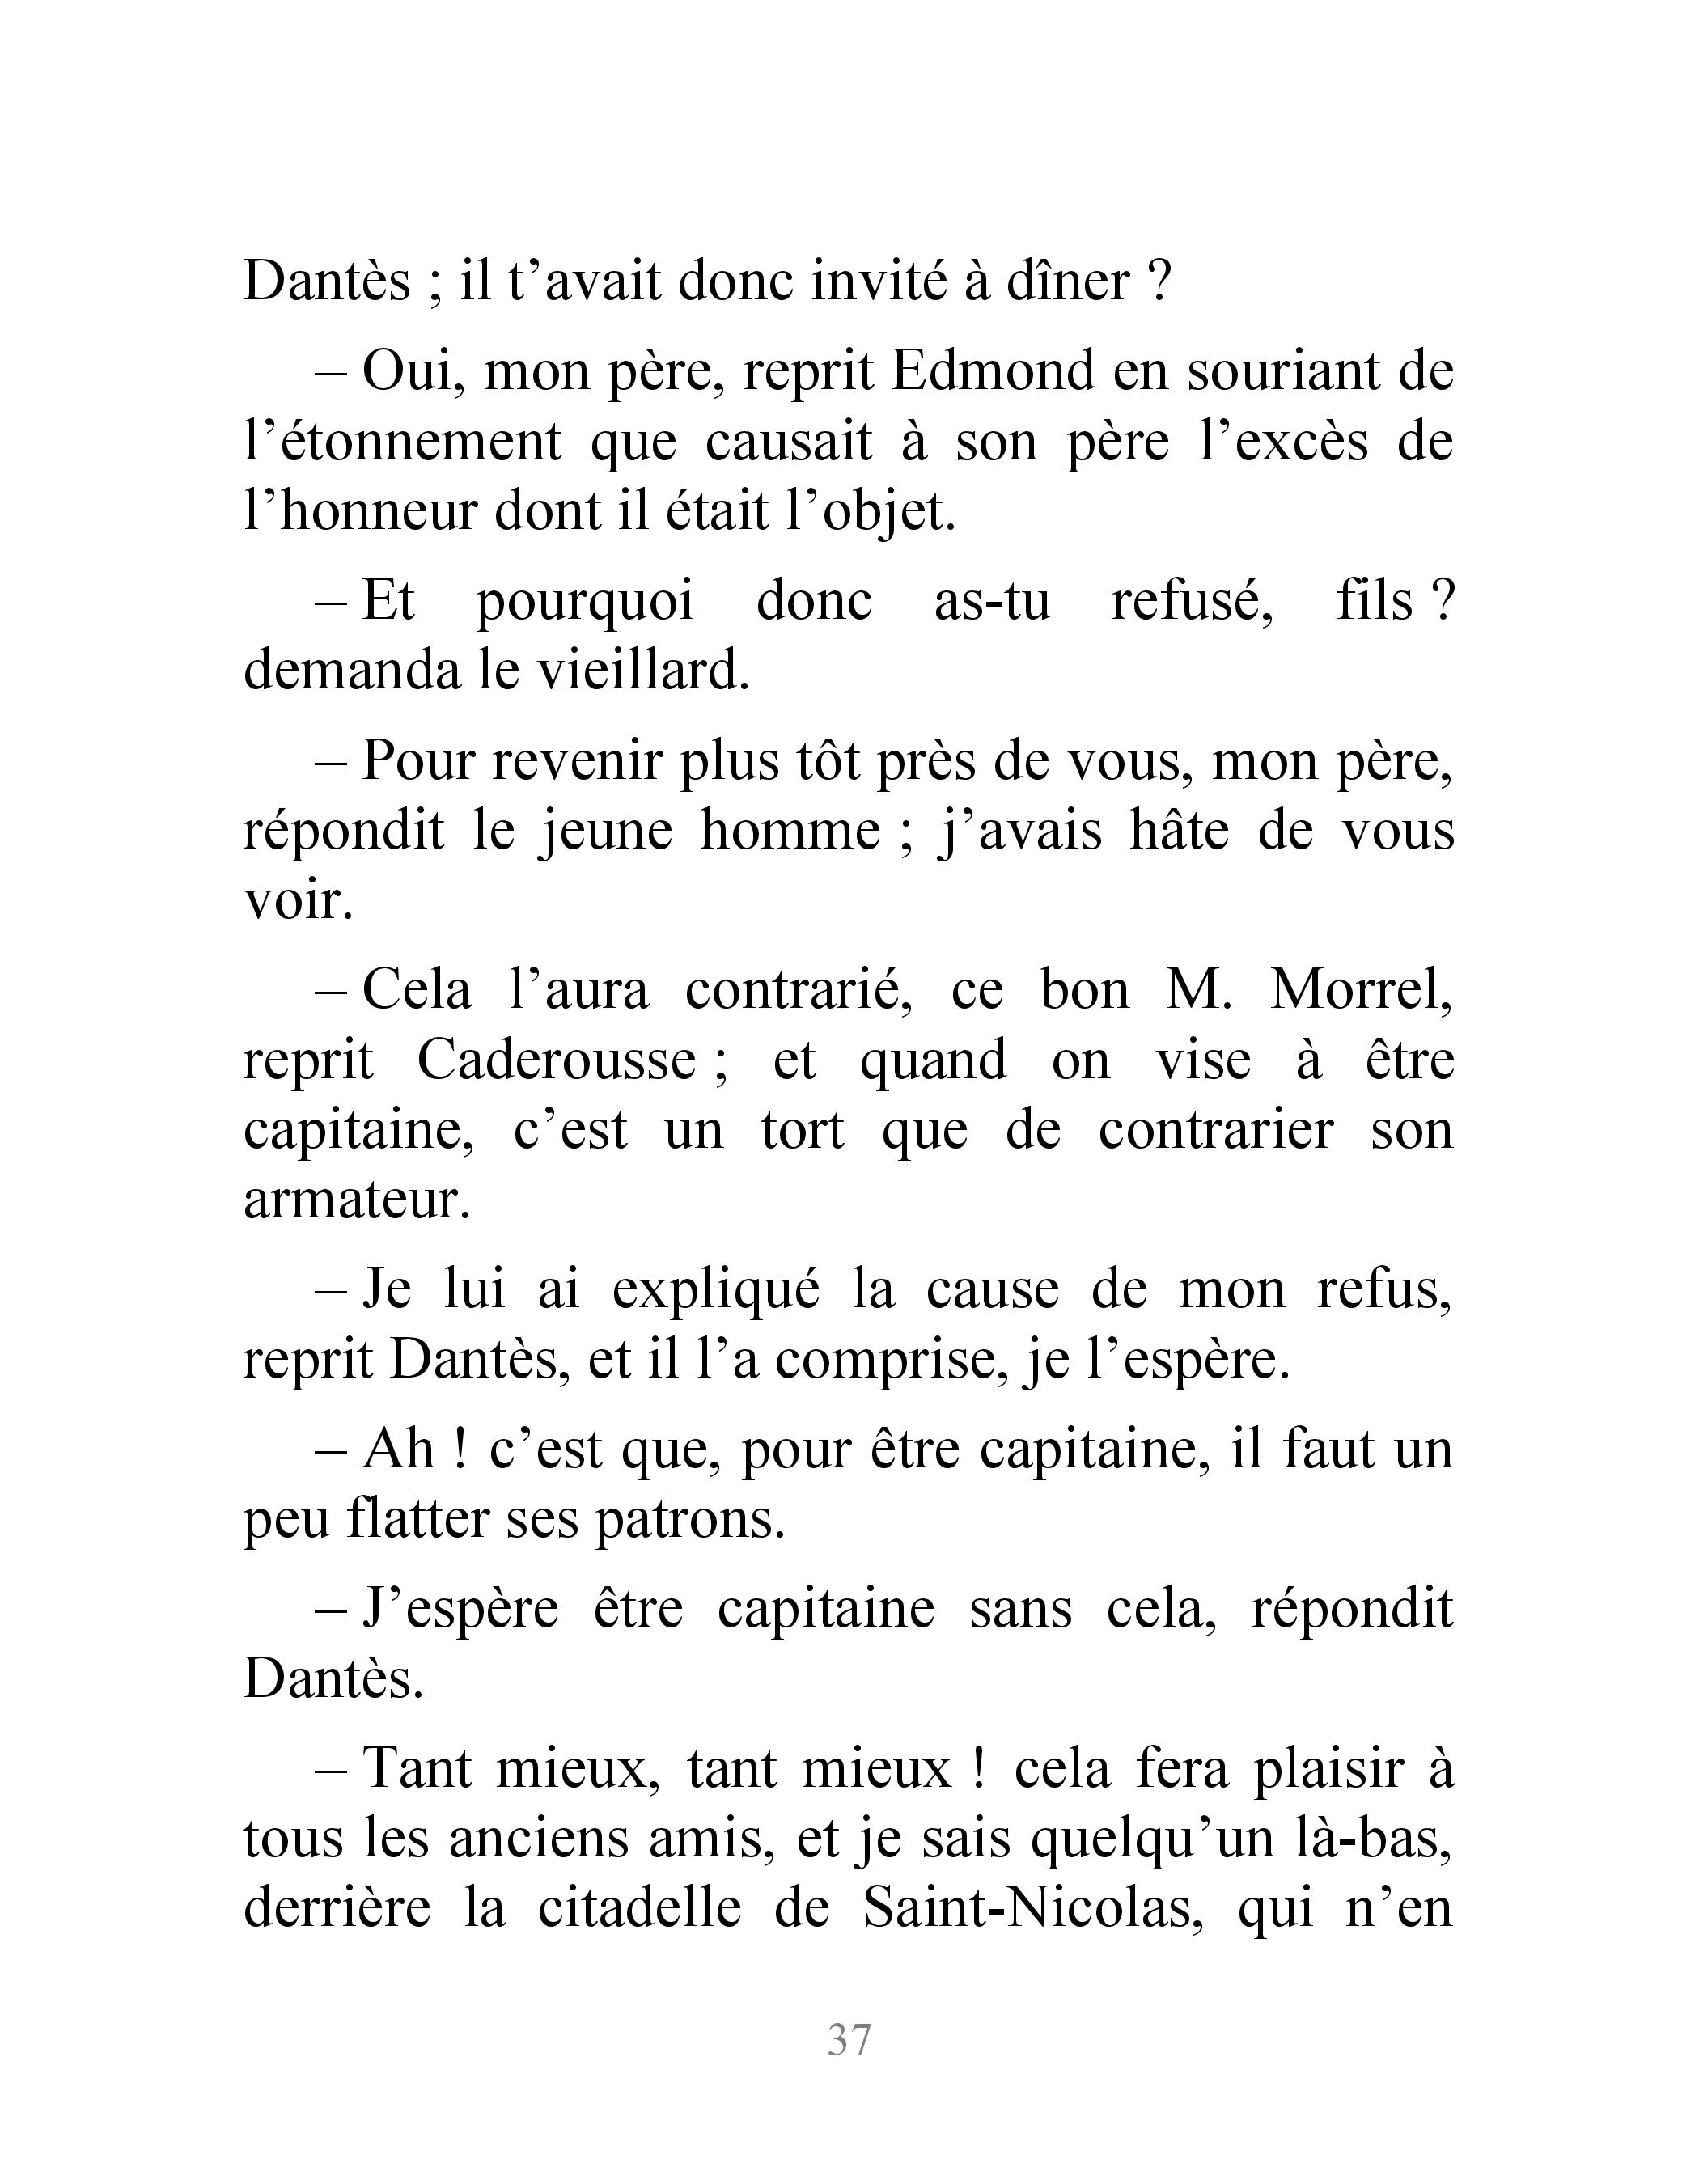 Dantès ; il t’avait donc invité à dîner ?
– Oui, mon père, reprit Edmond en souriant de
l’étonnement que causait à son père l’excès de
l’honneur dont il était l’objet.
– Et pourquoi donc as-tu refusé, fils ?
demanda le vieillard.
– Pour revenir plus tôt près de vous, mon père,
répondit le jeune homme ; j’avais hâte de vous
voir.
– Cela l’aura contrarié, ce bon M. Morrel,
reprit Caderousse ; et quand on vise à être
capitaine, c’est un tort que de contrarier son
armateur.
– Je lui ai expliqué la cause de mon refus,
reprit Dantès, et il l’a comprise, je l’espère.
– Ah ! c’est que, pour être capitaine, il faut un
peu flatter ses patrons.
– J’espère être capitaine sans cela, répondit
Dantès.
– Tant mieux, tant mieux ! cela fera plaisir à
tous les anciens amis, et je sais quelqu’un là-bas,
derrière la citadelle de Saint-Nicolas, qui n’en
37